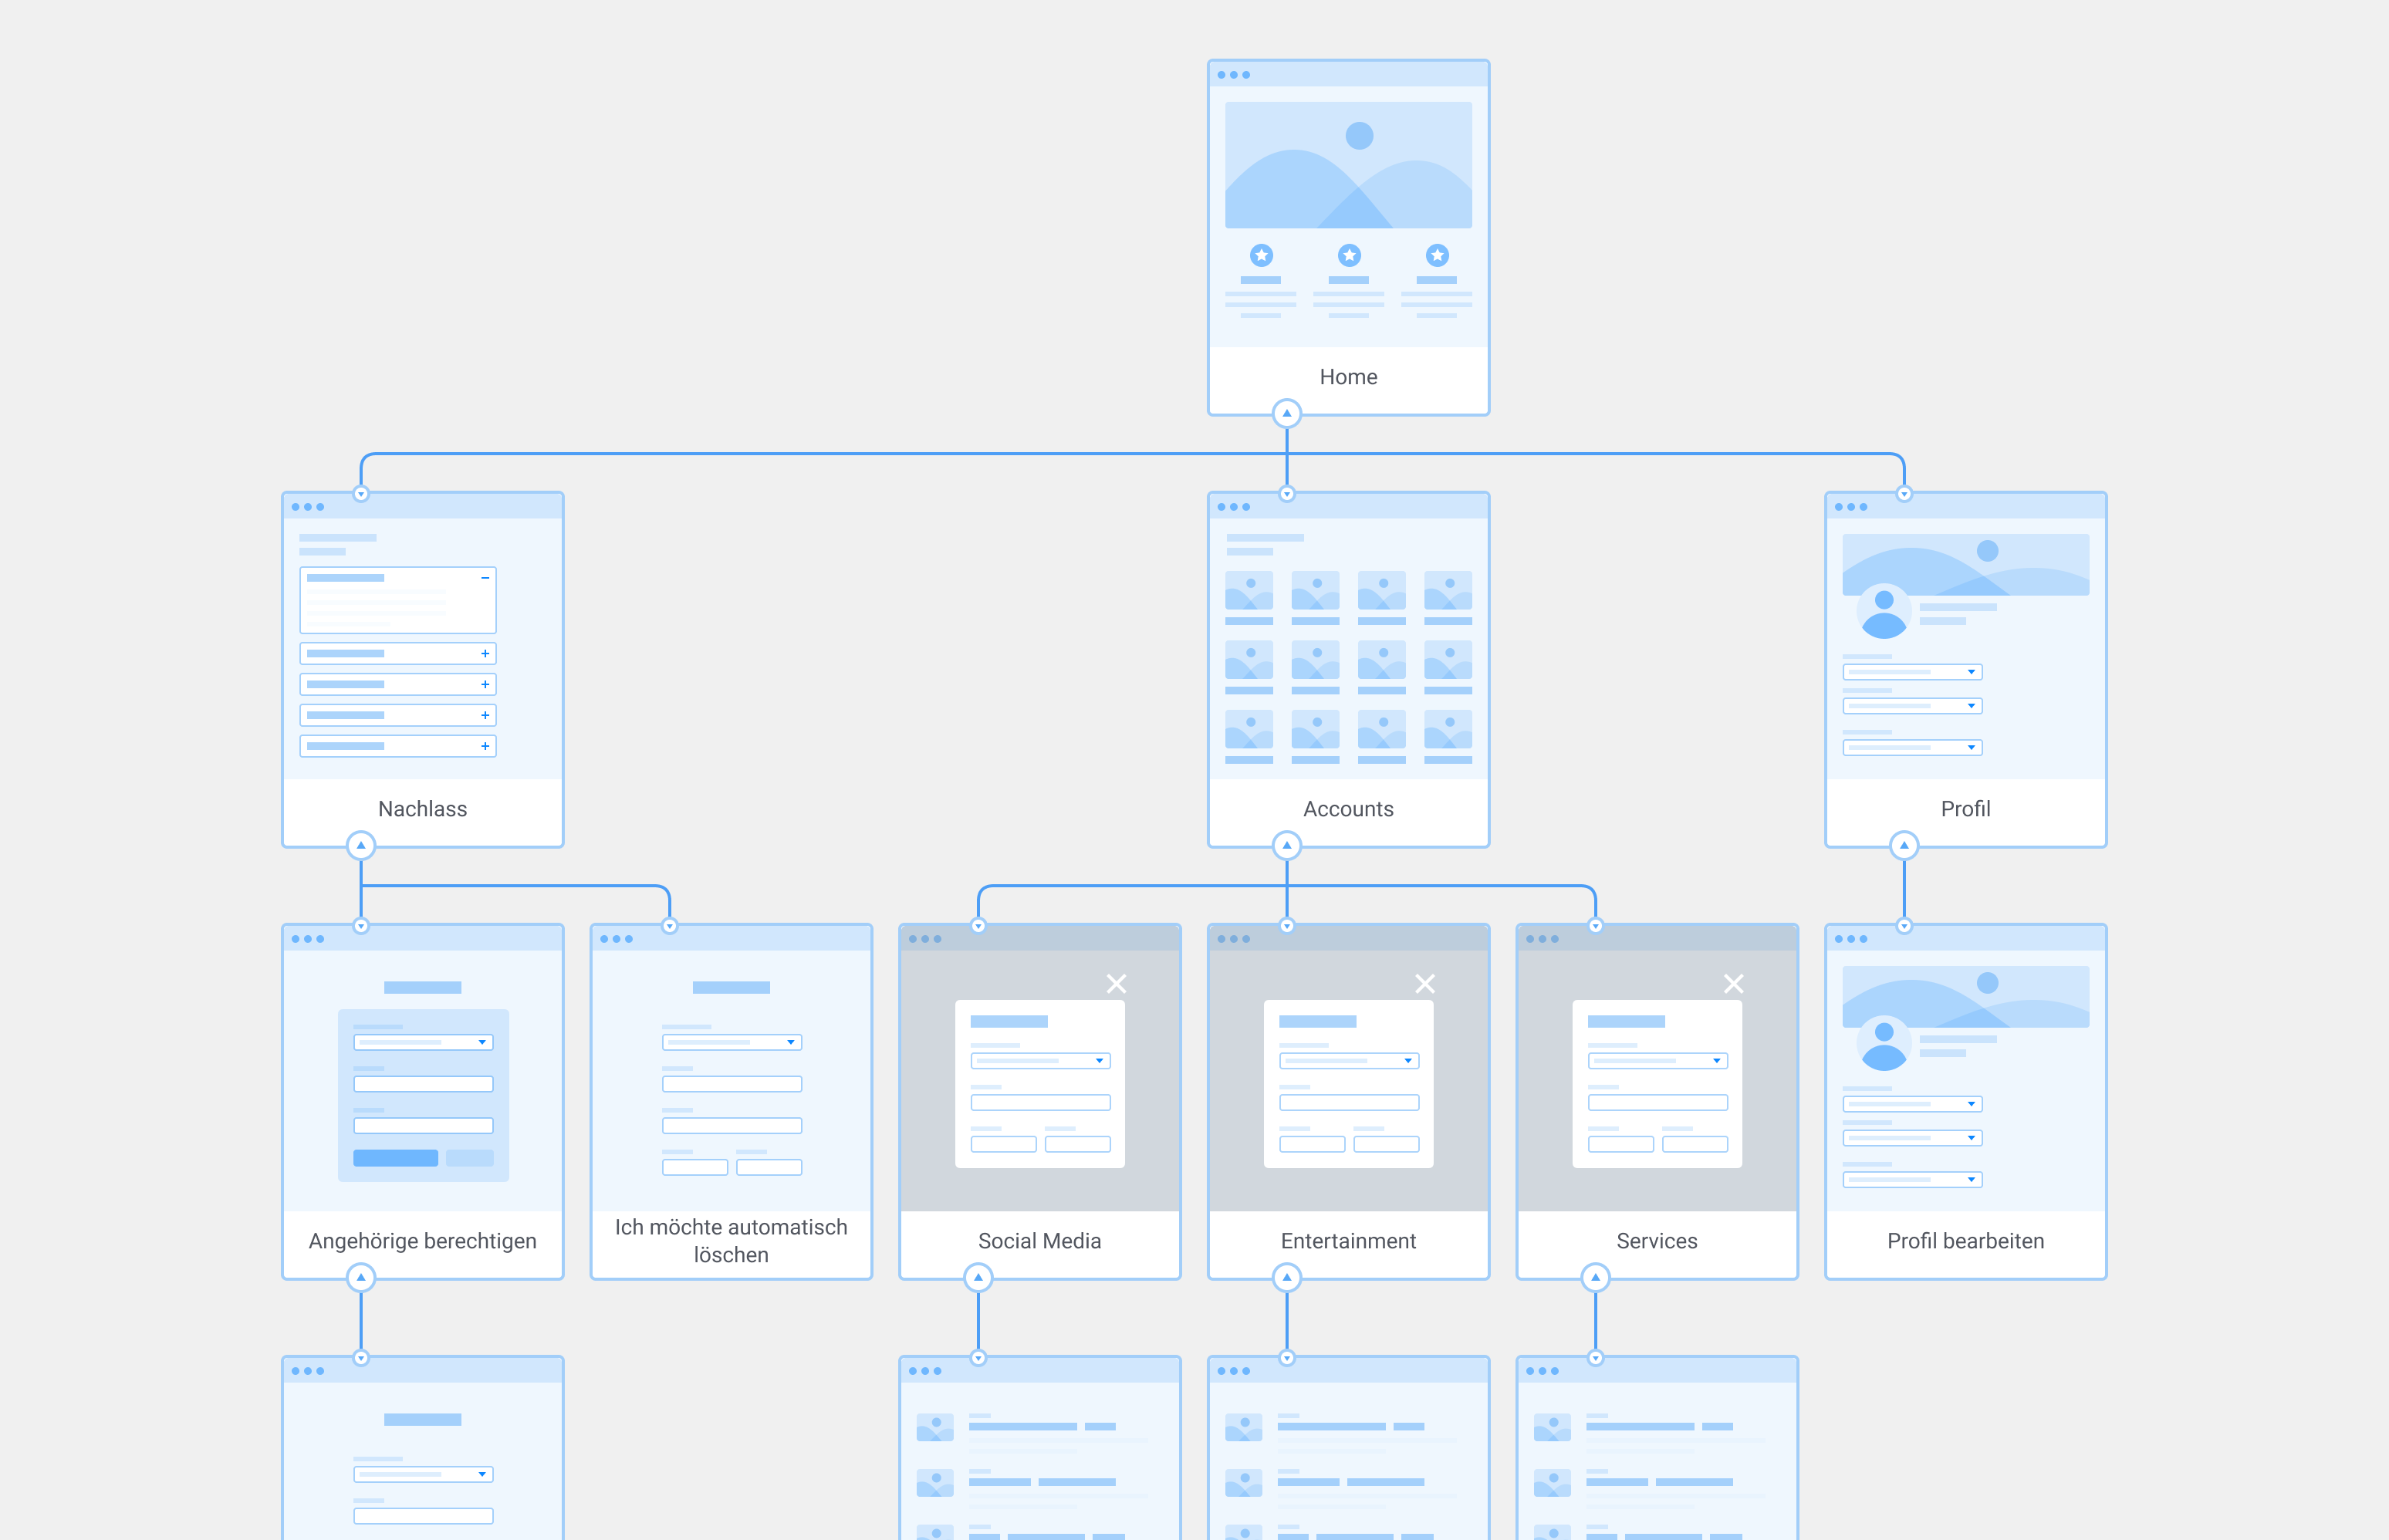 Home
Nachlass
Accounts
Profil
Angehörige berechtigen
Ich möchte automatisch
löschen
Social Media
Entertainment
Services
Profil bearbeiten